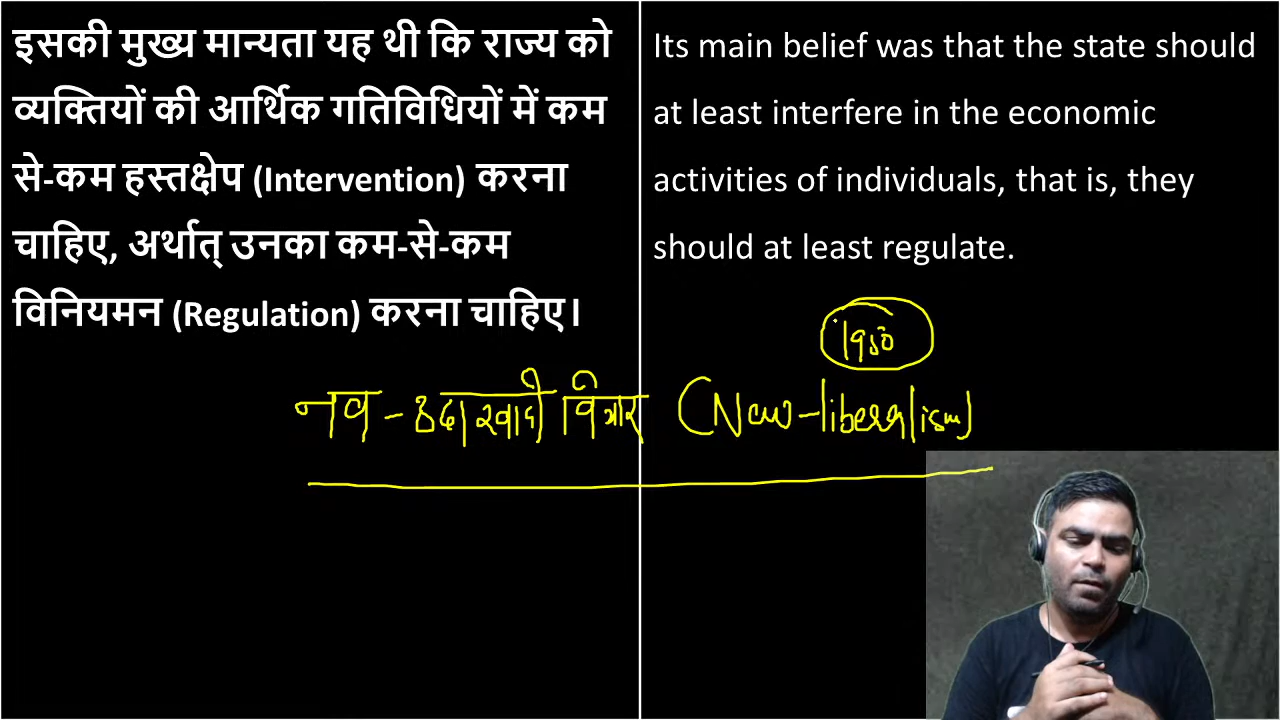 इसकी मुख्य मान्यता यह थी कि राज्य को
व्यक्तियों की आर्थिक गतिविधियों में कम
से-कम हस्तक्षेप (Intervention) करना
चाहिए, अर्थात् उनका कम-से-कम
विनियमन (Regulation) करना चाहिए।
Its main belief was that the state should
at least interfere in the economic
activities of individuals, that is, they
should at least regulate.
1980
नव-उदारवादी विचार (New-liberalism)